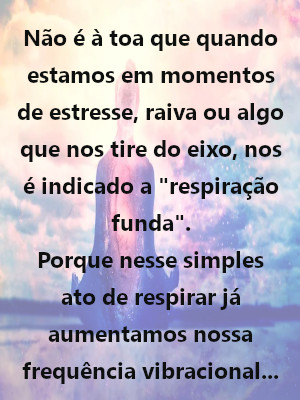 Não é à toa que quando
estamos em momentos
de estresse, raiva ou algo
que nos tire do eixo, nos
é indicado a "respiração
funda".
Porque nesse simples
ato de respirar já
aumentamos nossa
frequência vibracional...